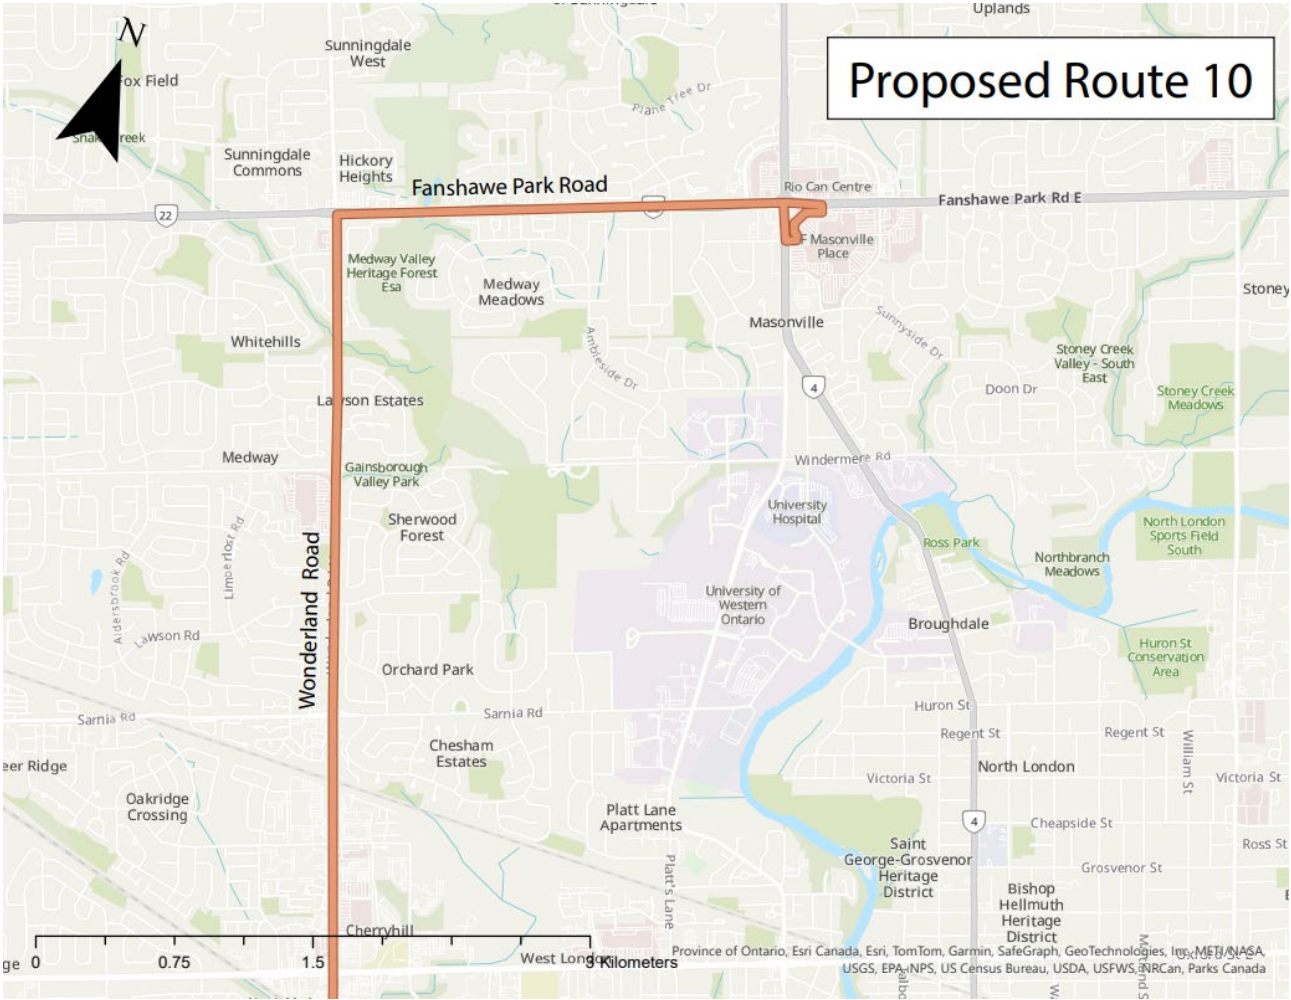 N
Sunningdale
West
Uplands
Proposed Route 10
Fox Field
Plane Tree Dr
Sunningdale
Commons
Hickory
Heights
Rio Can Centre
Fanshawe Park Road
Fanshawe Park Rd E
22
F Masonville
Place
Medway Valley
Heritage Forest
Esa
Medway
Meadows
Stoney
Masonville
Sunnyside Dr
Whitehills
Ambleside Dr
Stoney Creek
Valley - South
East
4
Doon Dr
Stoney Creek
Meadows
Lawson Estates
Medway
Gainsborough
Valley Park
Windermere Rd
University
Hospital
Sherwood
Forest
Limberlost Rd
Wonderland Road
Ross Park
North London
Sports Field
South
Northbranch
Meadows
Aldersbrook Rd
University of
Western
Ontario
Lawson Rd
Broughdale
Huron St
Conservation
Area
Orchard Park
Sarnia Rd
Sarnia Rd
Huron St
Regent St
Regent St
William St
Chesham
Estates
eer Ridge
North London
Victoria St
Victoria St
Oakridge
Crossing
Platt Lane
Apartments
4
Cheapside St
Saint
George-Grosvenor
Heritage
District
Ross St
Grosvenor St
Platt's Lane
Bishop
Hellmuth
Heritage
District
Cherryhill
West London
ge
0 0.75 1.5 3 Kilometers
Province of Ontario, Esri Canada, Esri, TomTom, Garmin, SafeGraph, GeoTechnologies, Inc, METI/NASA,
USGS, EPA, NPS, US Census Bureau, USDA, USFWS, NRCan, Parks Canada